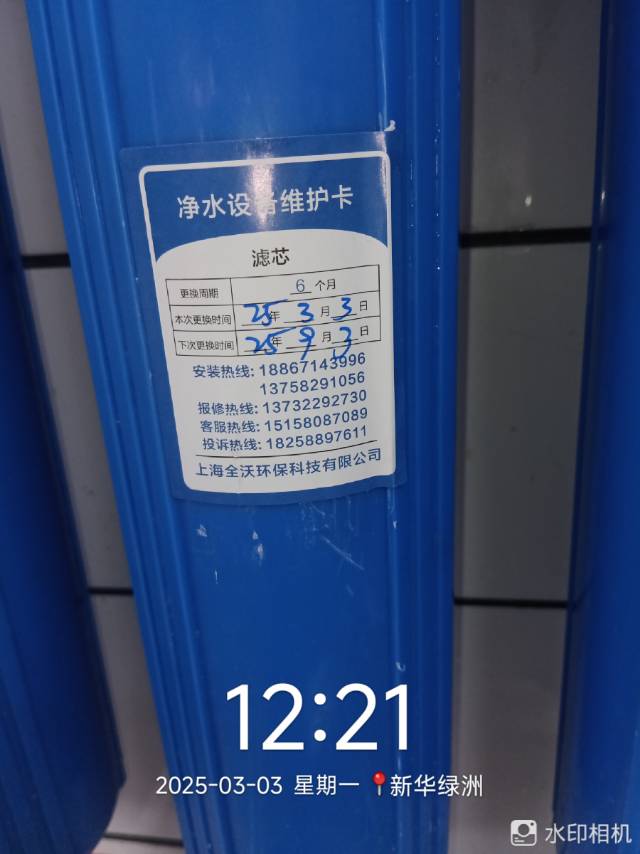 净水设备维护卡
滤芯
更换周期 6 个月
本次更换时间 25年 3月 3日
下次更换时间 25年 9月 3日
安装热线: 18867143996
13758291056
报修热线: 13732292730
客服热线: 15158087089
投诉热线: 18258897611
上海全沃环保科技有限公司
12:21
2025-03-03 星期一 新华绿洲
水印相机